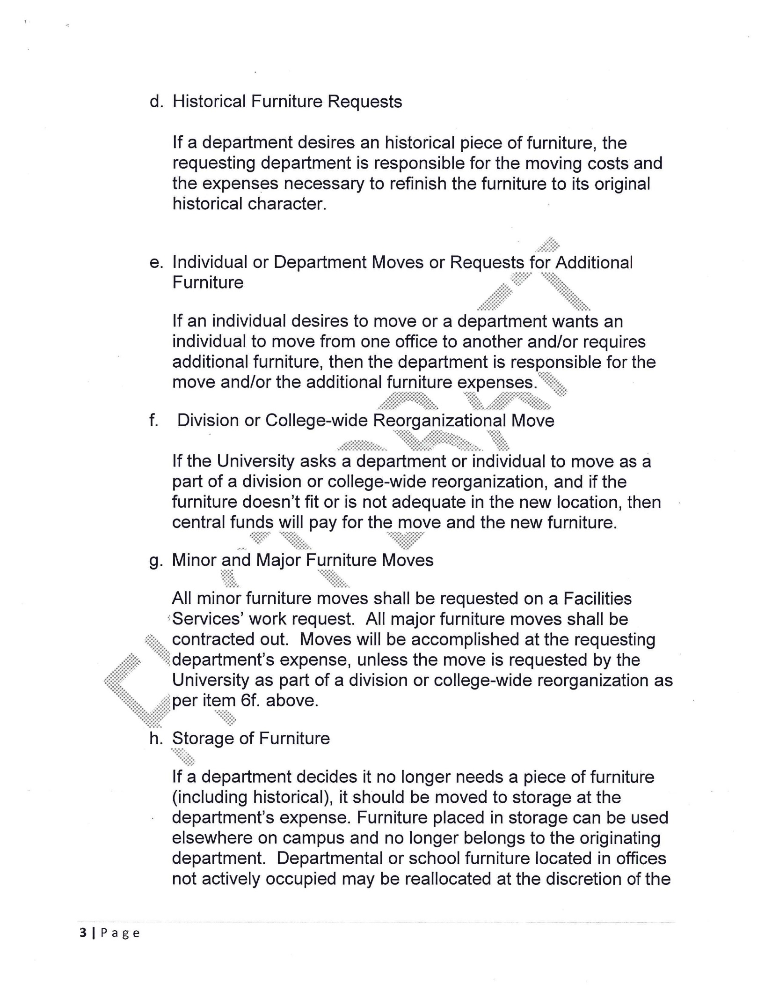 d. Historical Furniture Requests
If a department desires an historical piece of furniture, the
requesting department is responsible for the moving costs and
the expenses necessary to refinish the furniture to its original
historical character.
e. Individual or Department Moves or Requests for Additional
Furniture
If an individual desires to move or a department wants an
individual to move from one office to another and/or requires
additional furniture, then the department is responsible for the
move and/or the additional furniture expenses.
f. Division or College-wide Reorganizational Move
If the University asks a department or individual to move as a
part of a division or college-wide reorganization, and if the
furniture doesn't fit or is not adequate in the new location, then
central funds will pay for the move and the new furniture.
g. Minor and Major Furniture Moves
All minor furniture moves shall be requested on a Facilities
Services' work request. All major furniture moves shall be
contracted out. Moves will be accomplished at the requesting
department's expense, unless the move is requested by the
University as part of a division or college-wide reorganization as
per item 6f. above.
h. Storage of Furniture
If a department decides it no longer needs a piece of furniture
(including historical), it should be moved to storage at the
department's expense. Furniture placed in storage can be used
elsewhere on campus and no longer belongs to the originating
department. Departmental or school furniture located in offices
not actively occupied may be reallocated at the discretion of the
3 | Page